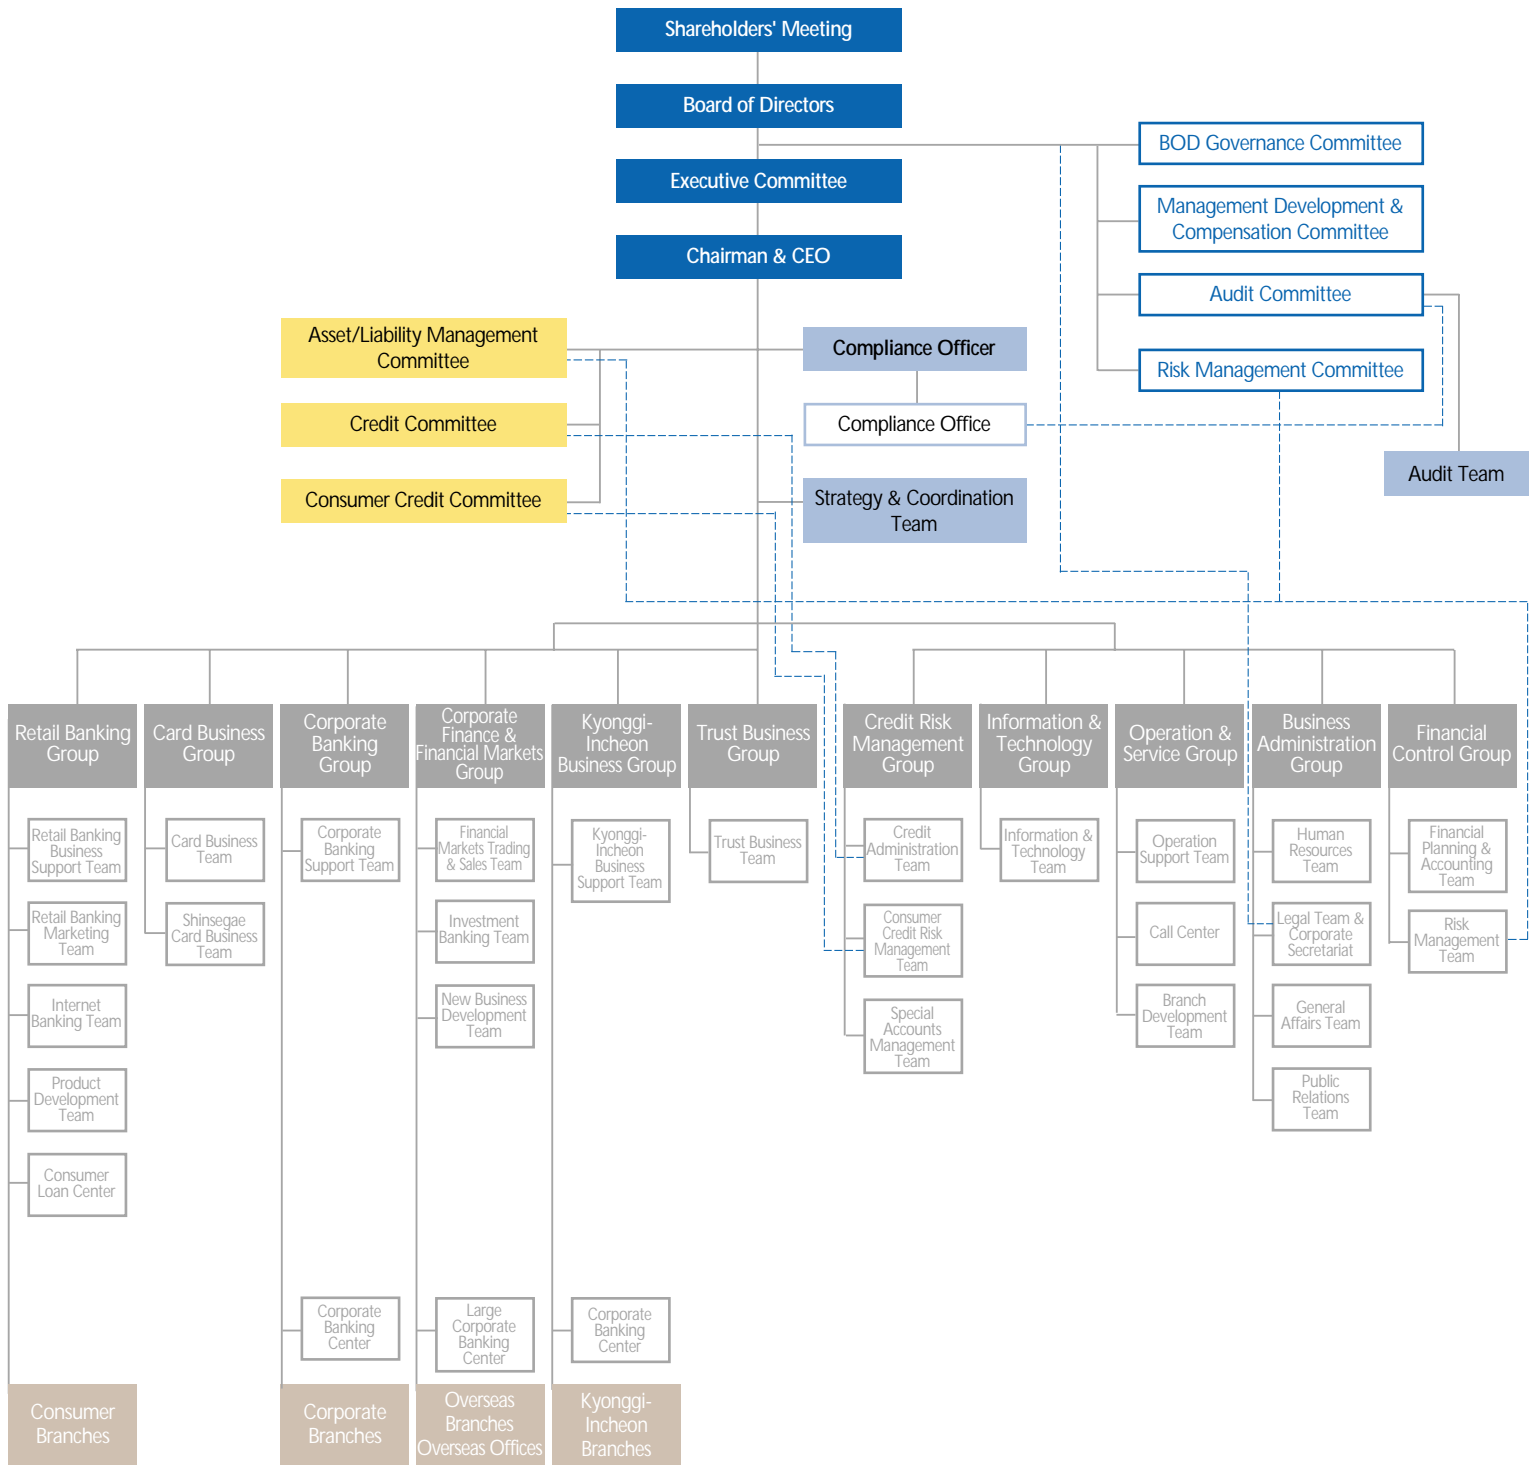 Shareholders' Meeting
Board of Directors
BOD Governance Committee
Executive Committee
Management Development &
Compensation Committee
Chairman & CEO
Audit Committee
Asset/Liability Management
Committee
Compliance Officer
Risk Management Committee
Credit Committee
Compliance Office
Audit Team
Consumer Credit Committee
Strategy & Coordination
Team
Retail Banking
Group
Card Business
Group
Corporate
Banking
Group
Corporate
Finance &
Financial Markets
Group
Kyonggi-
Incheon
Business Group
Trust Business
Group
Credit Risk
Management
Group
Information &
Technology
Group
Operation &
Service Group
Business
Administration
Group
Financial
Control Group
Retail Banking
Business
Support Team
Card Business
Team
Corporate
Banking
Support Team
Financial
Markets Trading
& Sales Team
Kyonggi-
Incheon
Business
Support Team
Trust Business
Team
Credit
Administration
Team
Information &
Technology
Team
Operation
Support Team
Human
Resources
Team
Financial
Planning &
Accounting
Team
Retail Banking
Marketing
Team
Shinsegae
Card Business
Team
Investment
Banking Team
Consumer
Credit Risk
Management
Team
Call Center
Legal Team &
Corporate
Secretariat
Risk
Management
Team
Internet
Banking Team
New Business
Development
Team
Special
Accounts
Management
Team
Branch
Development
Team
General
Affairs Team
Product
Development
Team
Public
Relations
Team
Consumer
Loan Center
Corporate
Banking
Center
Large
Corporate
Banking
Center
Corporate
Banking
Center
Consumer
Branches
Corporate
Branches
Overseas
Branches
Overseas Offices
Kyonggi-
Incheon
Branches